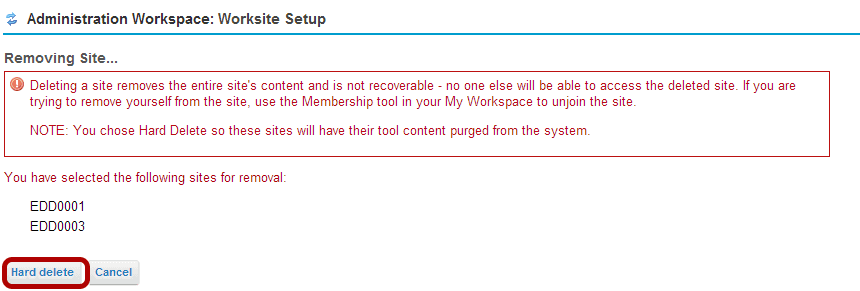 Administration Workspace: Worksite Setup
Removing Site...
Deleting a site removes the entire site's content and is not recoverable - no one else will be able to access the deleted site. If you are
trying to remove yourself from the site, use the Membership tool in your My Workspace to unjoin the site.
NOTE: You chose Hard Delete so these sites will have their tool content purged from the system.
You have selected the following sites for removal:
EDD0001
EDD0003
Hard delete Cancel